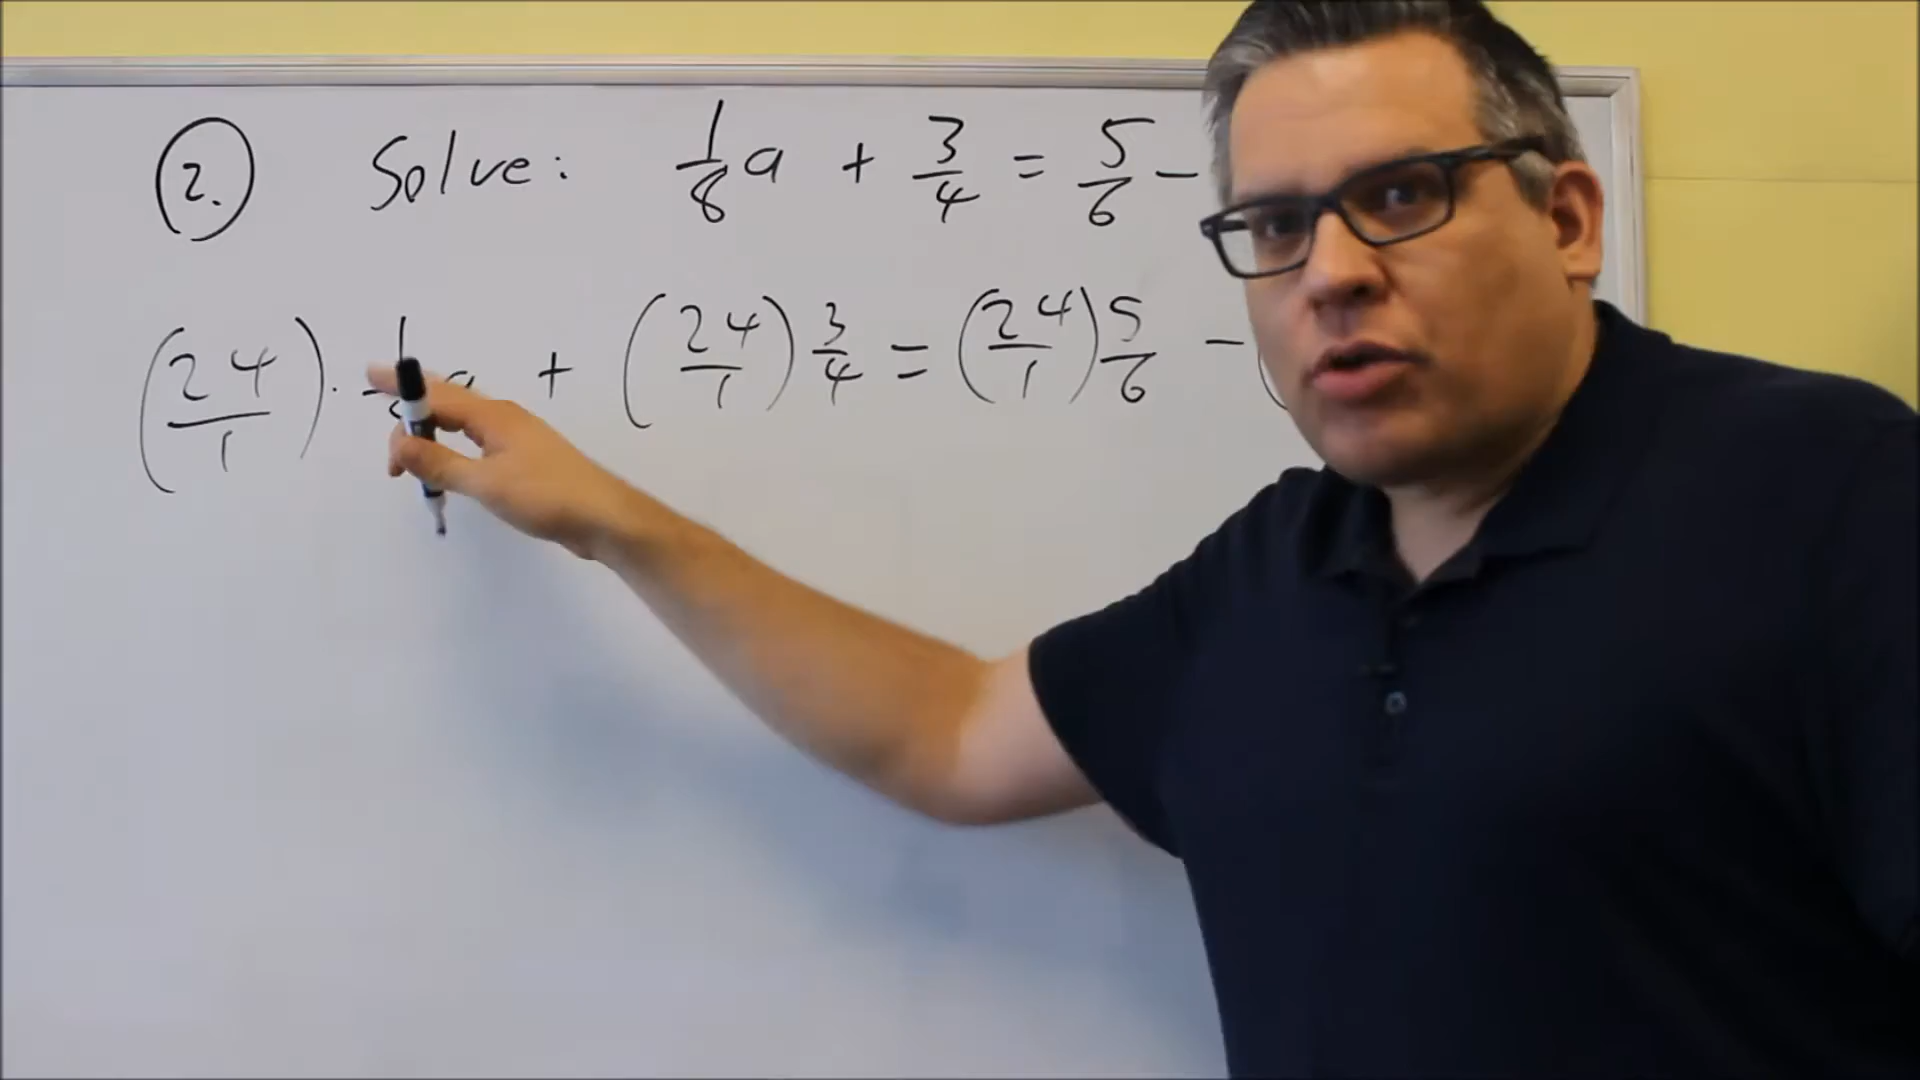 2. Solve: 1/8 a + 3/4 = 5/6 -
(24/1) · 1/8 a + (24/1) 3/4 = (24/1) 5/6 - (